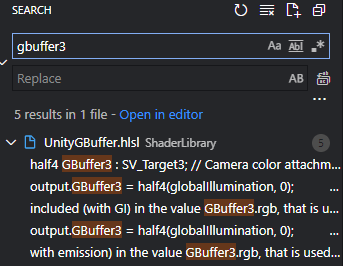 SEARCH
gbuffer3
Aa Abl .*
Replace
AB
...
5 results in 1 file - Open in editor
UnityGBuffer.hlsl ShaderLibrary 5
half4 GBuffer3 : SV_Target3; // Camera color attachm...
output.GBuffer3 = half4(globalIllumination, 0); ...
included (with GI) in the value GBuffer3.rgb, that is u...
output.GBuffer3 = half4(globalIllumination, 0); ...
with emission) in the value GBuffer3.rgb, that is used...